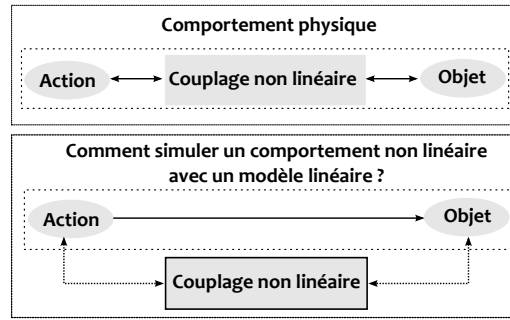 Comportement physique
Action
Couplage non linéaire
Objet
Comment simuler un comportement non linéaire
avec un modèle linéaire ?
Action
Objet
Couplage non linéaire